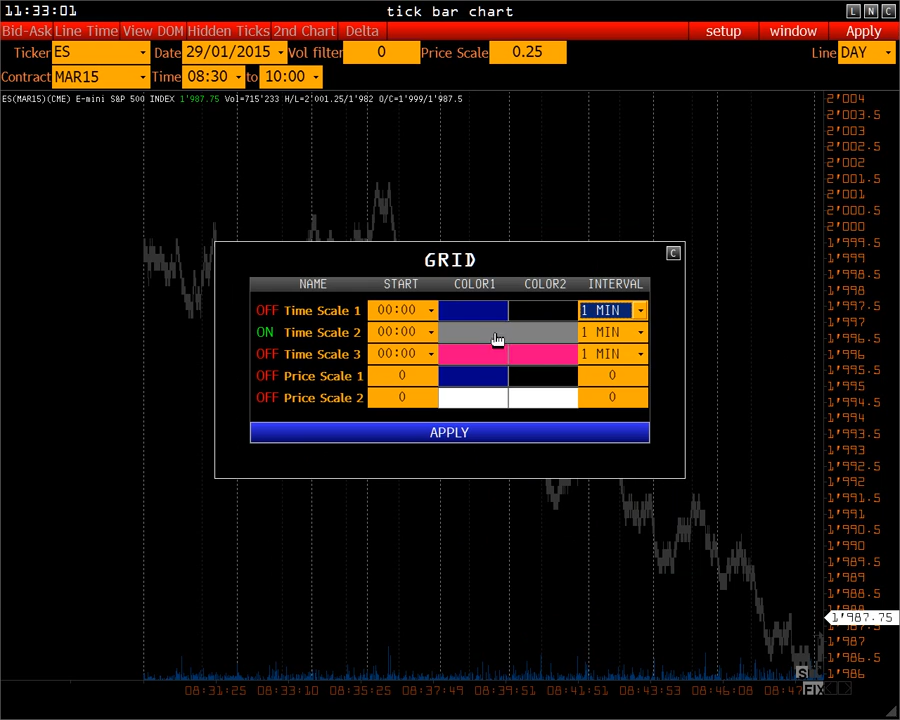 11:33:01 tick bar chart L N C
Bid-Ask Line Time View DOM Hidden Ticks 2nd Chart Delta setup window Apply
Ticker ES Date 29/01/2015 Vol filter 0 Price Scale 0.25 Line DAY
Contract MAR15 Time 08:30 to 10:00
ES(MAR15)(CME) E-mini S&P 500 INDEX 1'987.75 Vol=715'233 H/L=2'001.25/1'982 O/C=1'999/1'987.5
2'004
2'003.5
2'003
2'002.5
2'002
2'001.5
2'001
2'000.5
2'000
1'999.5
1'999
1'998.5
1'998
1'997.5
1'997
1'996.5
1'996
1'995.5
1'995
1'994.5
1'994
1'993.5
1'993
1'992.5
1'992
1'991.5
1'991
1'990.5
1'990
1'989.5
1'989
1'988.5
1'987.75
1'987
1'986.5
1'986
GRID C
NAME START COLOR1 COLOR2 INTERVAL
OFF Time Scale 1 00:00 1 MIN
ON Time Scale 2 00:00 1 MIN
OFF Time Scale 3 00:00 1 MIN
OFF Price Scale 1 0 0
OFF Price Scale 2 0 0
APPLY
S
08:31:25 08:33:10 08:35:25 08:37:49 08:39:51 08:41:51 08:43:53 08:46:08 08:47 FIX